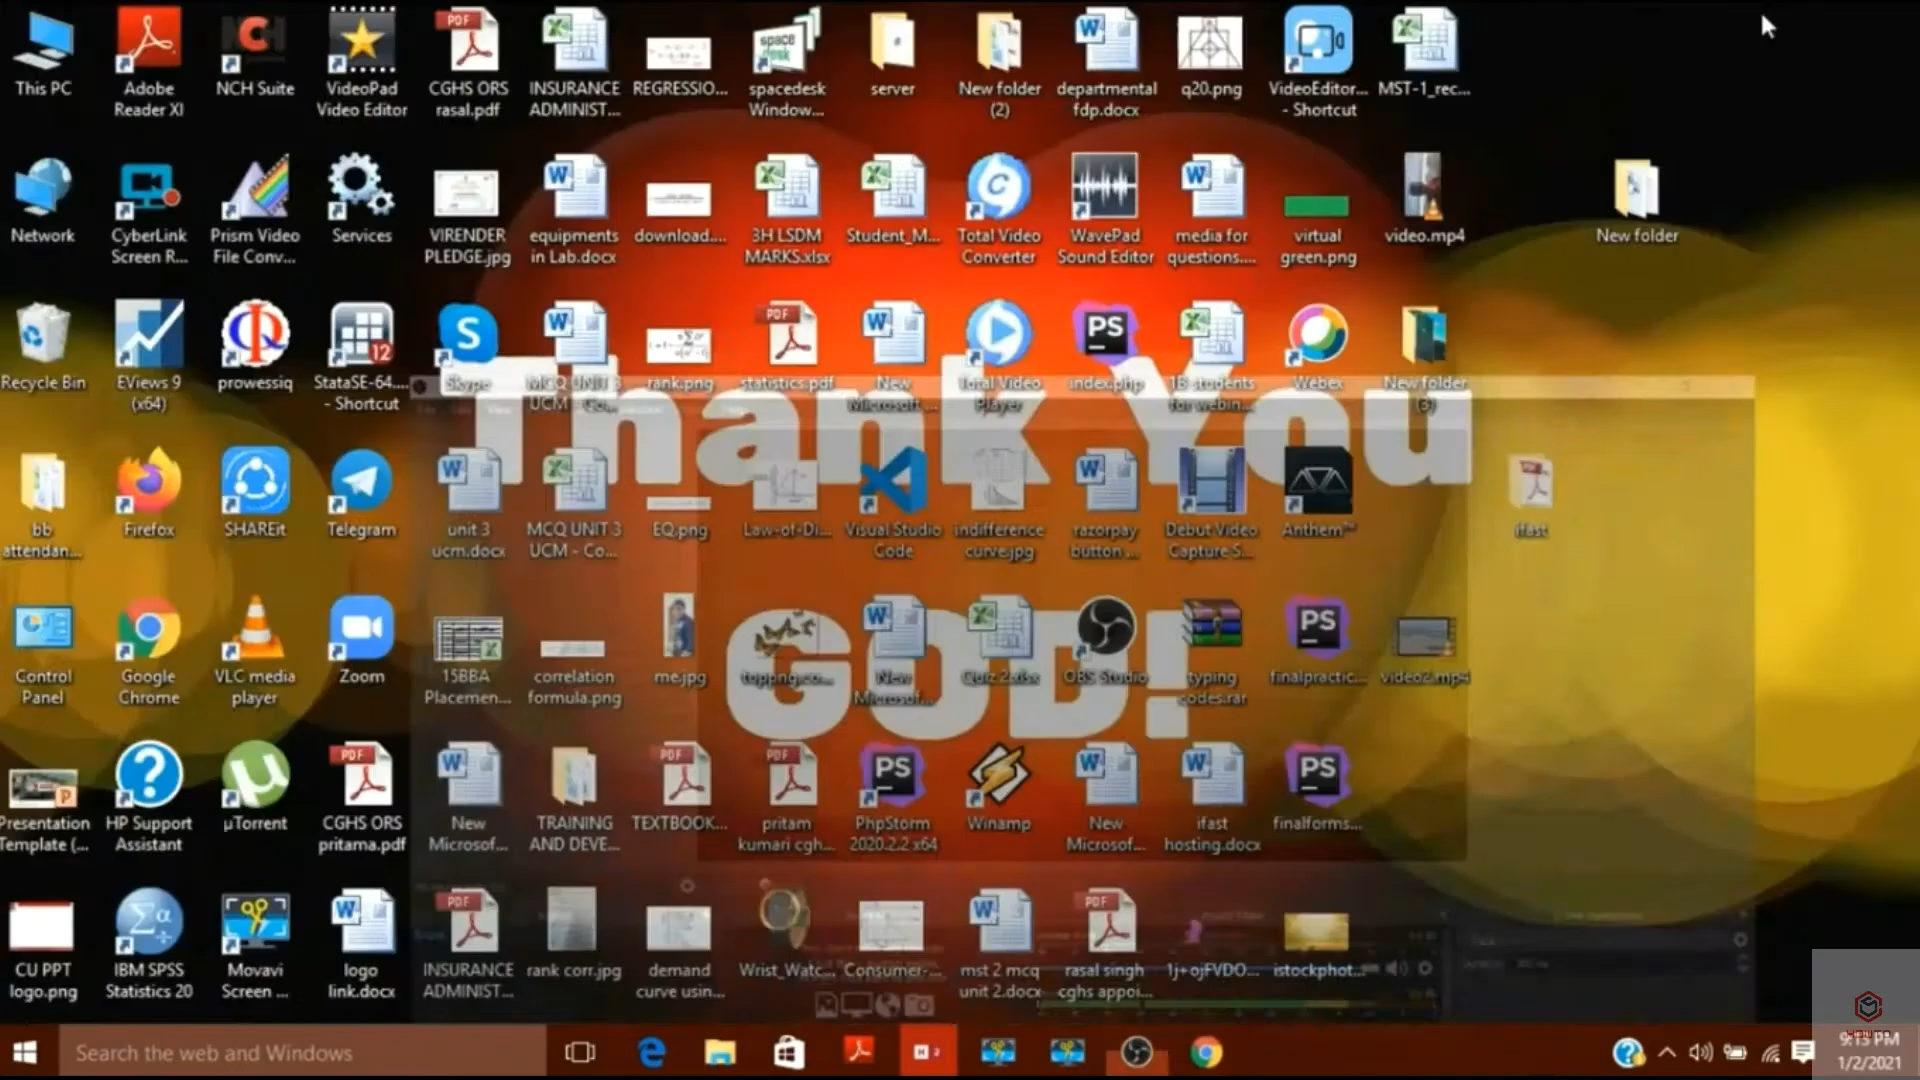 This PC
Adobe
Reader XI
NCH Suite
VideoPad
Video Editor
CGHS ORS
rasal.pdf
INSURANCE
ADMINIST...
REGRESSIO...
spacedesk
Window...
server
New folder
(2)
departmental
fdp.docx
q20.png
VideoEditor...
- Shortcut
MST-1_rec...
Network
CyberLink
Screen R...
Prism Video
File Conv...
Services
VIRENDER
PLEDGE.jpg
equipments
in Lab.docx
download....
3H LSDM
MARKS.xlsx
Student_M...
Total Video
Converter
WavePad
Sound Editor
media for
questions....
virtual
green.png
video.mp4
New folder
Recycle Bin
EViews 9
(x64)
prowessiq
StataSE-64....
- Shortcut
Skype
MCQ UNIT 3
UCM - Co...
rank.png
statistics.pdf
New
Microsoft ...
Total Video
Player
index.php
1B students
for webin...
Webex
New folder
(3)
Thank You
bb
attendan...
Firefox
SHAREit
Telegram
unit 3
ucm.docx
MCQ UNIT 3
UCM - Co...
EQ.png
Law-of-Di...
Visual Studio
Code
indifference
curve.jpg
razorpay
button ...
Debut Video
Capture S...
Anthem™
ifast
Control
Panel
Google
Chrome
VLC media
player
Zoom
15BBA
Placemen...
correlation
formula.png
me.jpg
toppng.co...
New
Microsof...
Quiz 2.xlsx
OBS Studio
typing
codes.rar
finalpractic...
video2.mp4
GOD!
Presentation
Template (...
HP Support
Assistant
µTorrent
CGHS ORS
pritama.pdf
New
Microsof...
TRAINING
AND DEVE...
TEXTBOOK...
pritam
kumari cgh...
PhpStorm
2020.2.2 x64
Winamp
New
Microsof...
ifast
hosting.docx
finalforms...
CU PPT
logo.png
IBM SPSS
Statistics 20
Movavi
Screen ...
logo
link.docx
INSURANCE
ADMINIST...
rank corr.jpg
demand
curve usin...
Wrist_Watc...
Consumer-...
mst 2 mcq
unit 2.docx
rasal singh
cghs appoi...
1j+ojFVDO...
istockphot...
Search the web and Windows
9:15 PM
1/2/2021